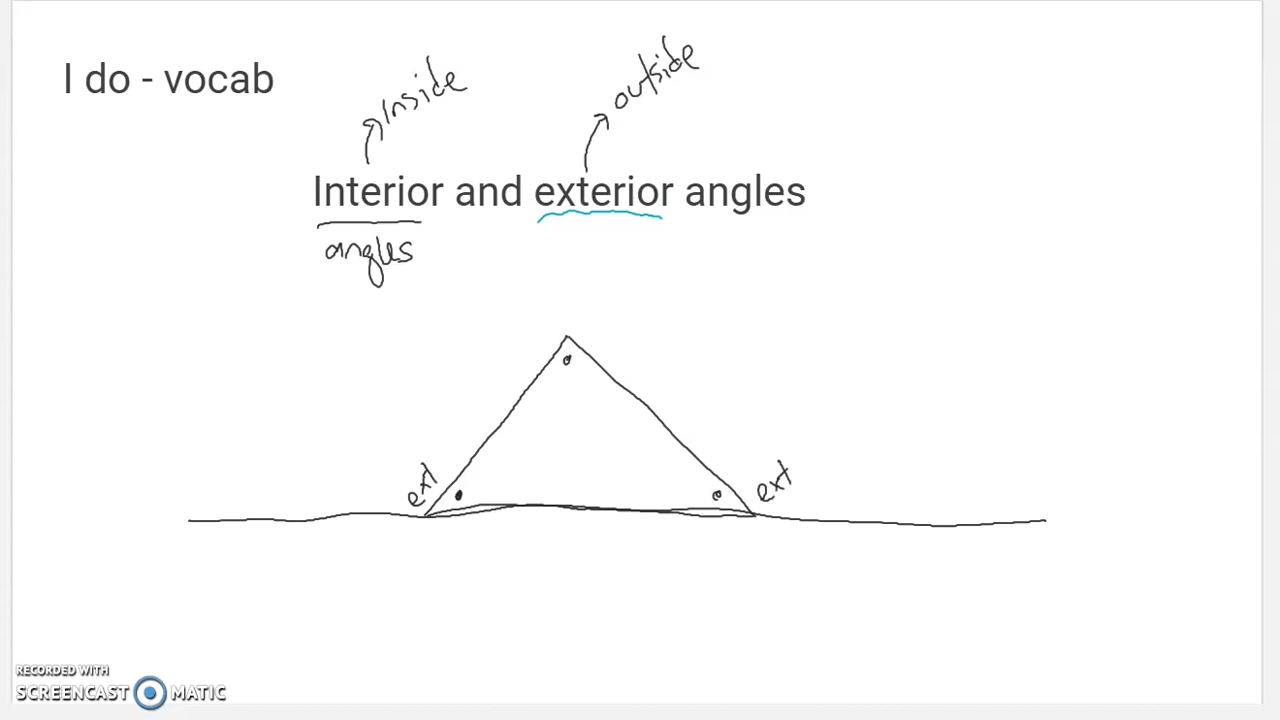 I do - vocab
inside
outside
Interior and exterior angles
angles
ext
ext
RECORDED WITH
SCREENCAST MATIC